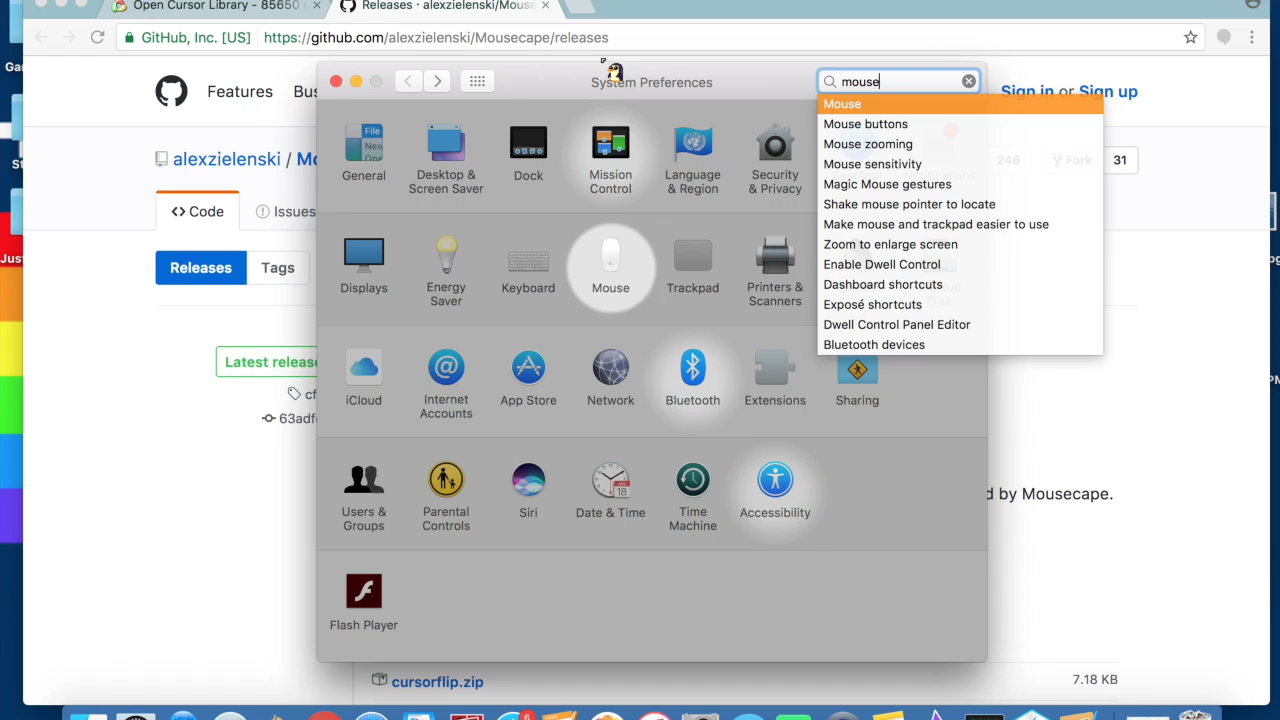 Open Cursor Library - 85650
Releases · alexzielenski/Mouse
GitHub, Inc. [US]
https://github.com/alexzielenski/Mousecape/releases
System Preferences
mouse
Features
Bus
Sign in or Sign up
Mouse
Mouse buttons
Mouse zooming
Mouse sensitivity
Magic Mouse gestures
Shake mouse pointer to locate
Make mouse and trackpad easier to use
Zoom to enlarge screen
Enable Dwell Control
Dashboard shortcuts
Exposé shortcuts
Dwell Control Panel Editor
Bluetooth devices
alexzielenski / Mo
246
Fork
31
Code
Issues
Releases
Tags
Latest release
63adf
General
Desktop &
Screen Saver
Dock
Mission
Control
Language
& Region
Security
& Privacy
Displays
Energy
Saver
Keyboard
Mouse
Trackpad
Printers &
Scanners
iCloud
Internet
Accounts
App Store
Network
Bluetooth
Extensions
Sharing
Users &
Groups
Parental
Controls
Siri
Date & Time
Time
Machine
Accessibility
Flash Player
d by Mousecape.
cursorflip.zip
7.18 KB